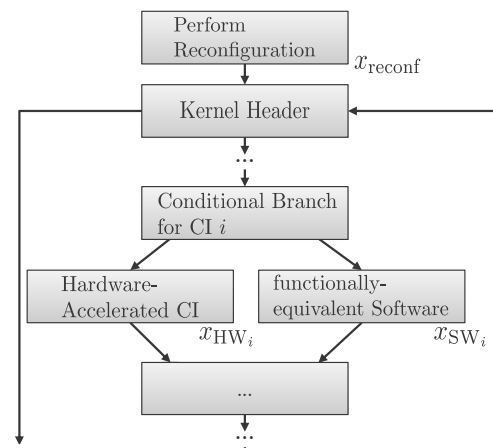 Perform
Reconfiguration
x_reconf
Kernel Header
...
Conditional Branch
for CI i
Hardware-
Accelerated CI
functionally-
equivalent Software
x_HW_i
x_SW_i
...
...